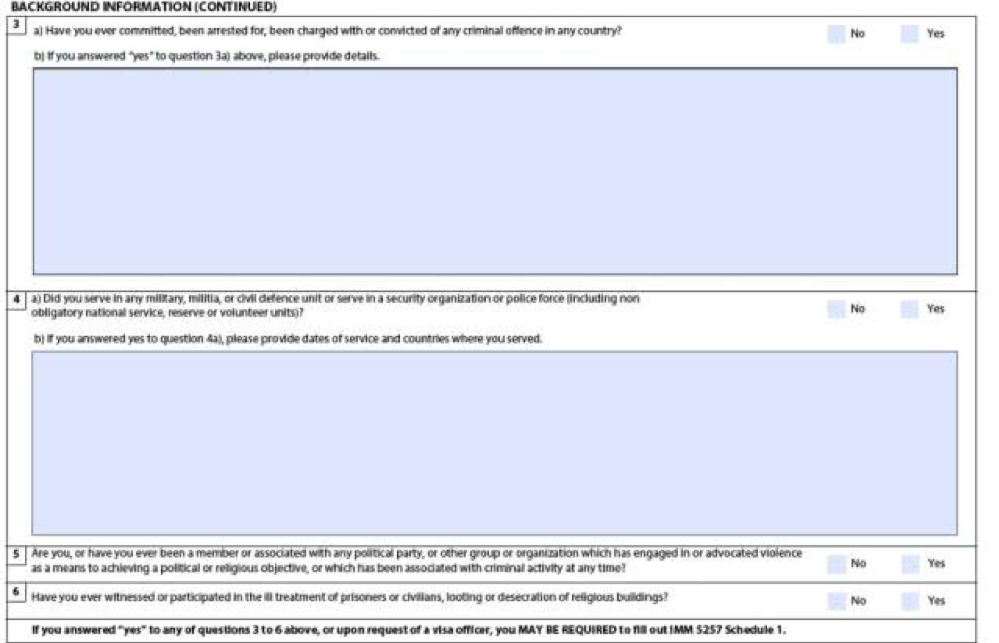 BACKGROUND INFORMATION (CONTINUED)
3
a) Have you ever committed, been arrested for, been charged with or convicted of any criminal offence in any country?
No Yes
b) If you answered "yes" to question 3a) above, please provide details.
4
a) Did you serve in any military, militia, or civil defence unit or serve in a security organization or police force (including non
obligatory national service, reserve or volunteer units)?
No Yes
b) If you answered yes to question 4a), please provide dates of service and countries where you served.
5
Are you, or have you ever been a member or associated with any political party, or other group or organization which has engaged in or advocated violence
as a means to achieving a political or religious objective, or which has been associated with criminal activity at any time?
No Yes
6
Have you ever witnessed or participated in the ill treatment of prisoners or civilians, looting or desecration of religious buildings?
No Yes
If you answered "yes" to any of questions 3 to 6 above, or upon request of a visa officer, you MAY BE REQUIRED to fill out IMM 5257 Schedule 1.